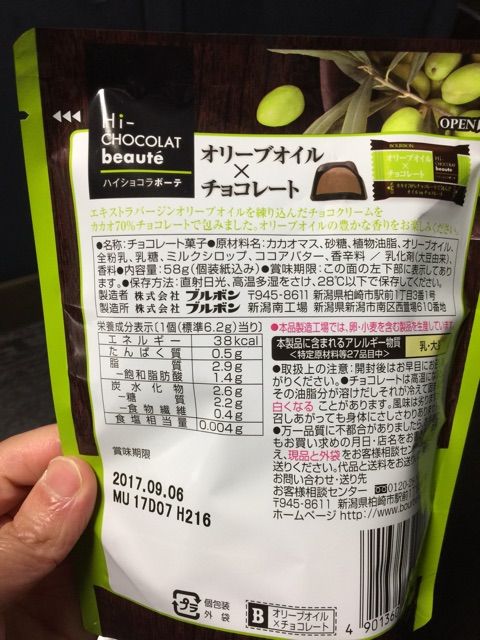 Hi-
CHOCOLAT
beauté
ハイショコラボーテ
オリーブオイル
×
チョコレート
OPEN
BOURBON
オリーブオイル
×
チョコレート
Hi-
CHOCOLAT
beauté
エキストラバージンオリーブオイルを練り込んだチョコクリームを
カカオ70%チョコレートで包みました。オリーブオイルの豊かな香りをお楽しみください。
●名称:チョコレート菓子●原材料名:カカオマス、砂糖、植物油脂、オリーブオイル、
全粉乳、乳糖、ミルクシロップ、ココアバター、香辛料/乳化剤(大豆由来)、
香料●内容量:58g(個装紙込み)●賞味期限:この面の左下部に表示してあり
ます。●保存方法:直射日光、高温多湿をさけ、28℃以下で保存してください。
製造者 株式会社 ブルボン 〒945-8611 新潟県柏崎市駅前1丁目3番1号
製造所 株式会社 ブルボン 新潟南工場 新潟県新潟市南区西萱場610番地
栄養成分表示(1個(標準6.2g)当り)
エネルギー 38kcal
たんぱく質 0.5g
脂質 2.9g
-飽和脂肪酸 1.4g
炭水化物 2.6g
-糖質 2.2g
-食物繊維 0.4g
食塩相当量 0.004g
●本品製造工場では、卵・小麦を含む製品を生産しています
本製品に含まれるアレルギー物質
<特定原材料等27品目中>
乳・大
●取扱上の注意:開封後はお早目にお
がりください。●チョコレートは高温に
その油脂分が溶けだしそれが冷えて
白くなることがあります。風味は劣り
召しあがっても身体にさしさわりあり
●万一品質に不都合がありましたら、
もお買い求めの月日・店名をお
え、現品と外袋をお客様相談セン
送りください。代品と送料をお送
お問い合わせ・送り先
お客様相談センター 0120-2
〒945-8611 新潟県柏崎市駅前1丁
ホームページ http://www.bou
賞味期限
2017.09.06
MU 17D07 H216
プラ
個包装
外袋
B オリーブオイル
×チョコレート
4 90136